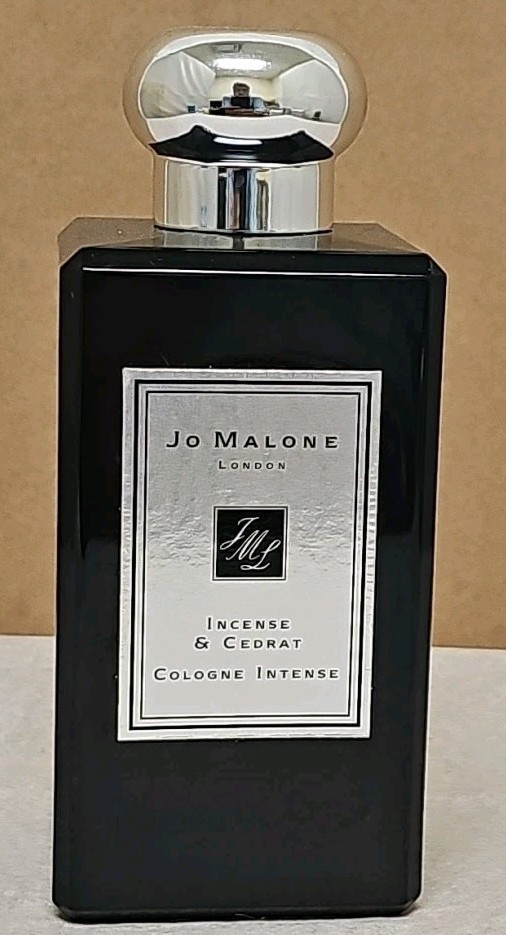 Jo Malone
London
JML
Incense
& Cedrat
Cologne Intense